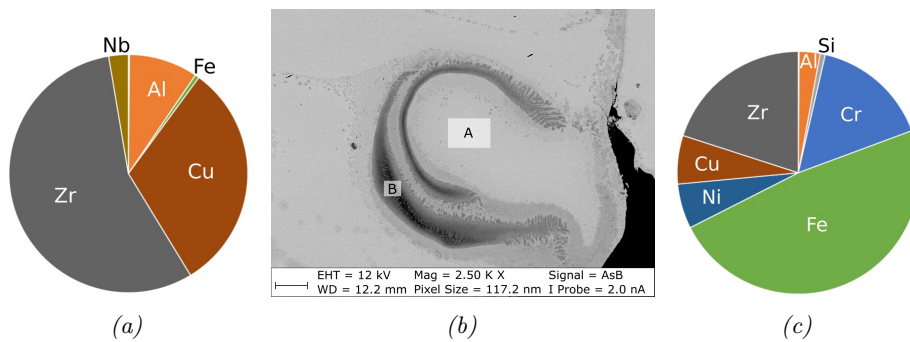 Nb
Al
Fe
Cu
Zr
(a)
A
B
EHT = 12 kV Mag = 2.50 K X Signal = AsB
WD = 12.2 mm Pixel Size = 117.2 nm I Probe = 2.0 nA
(b)
Si
Al
Cr
Zr
Cu
Ni
Fe
(c)